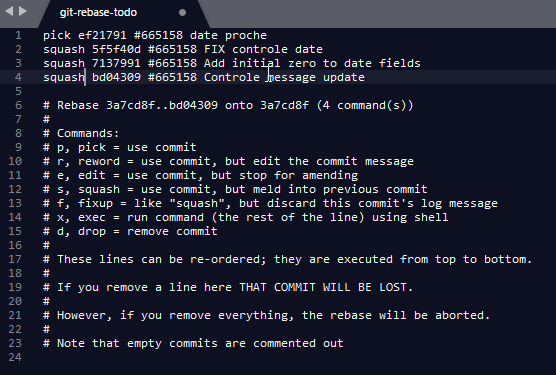 git-rebase-todo
1 pick ef21791 #665158 date proche
2 squash 5f5f40d #665158 FIX controle date
3 squash 7137991 #665158 Add initial zero to date fields
4 squash bd04309 #665158 Controle message update
5
6 # Rebase 3a7cd8f..bd04309 onto 3a7cd8f (4 command(s))
7 #
8 # Commands:
9 # p, pick = use commit
10 # r, reword = use commit, but edit the commit message
11 # e, edit = use commit, but stop for amending
12 # s, squash = use commit, but meld into previous commit
13 # f, fixup = like "squash", but discard this commit's log message
14 # x, exec = run command (the rest of the line) using shell
15 # d, drop = remove commit
16 #
17 # These lines can be re-ordered; they are executed from top to bottom.
18 #
19 # If you remove a line here THAT COMMIT WILL BE LOST.
20 #
21 # However, if you remove everything, the rebase will be aborted.
22 #
23 # Note that empty commits are commented out
24